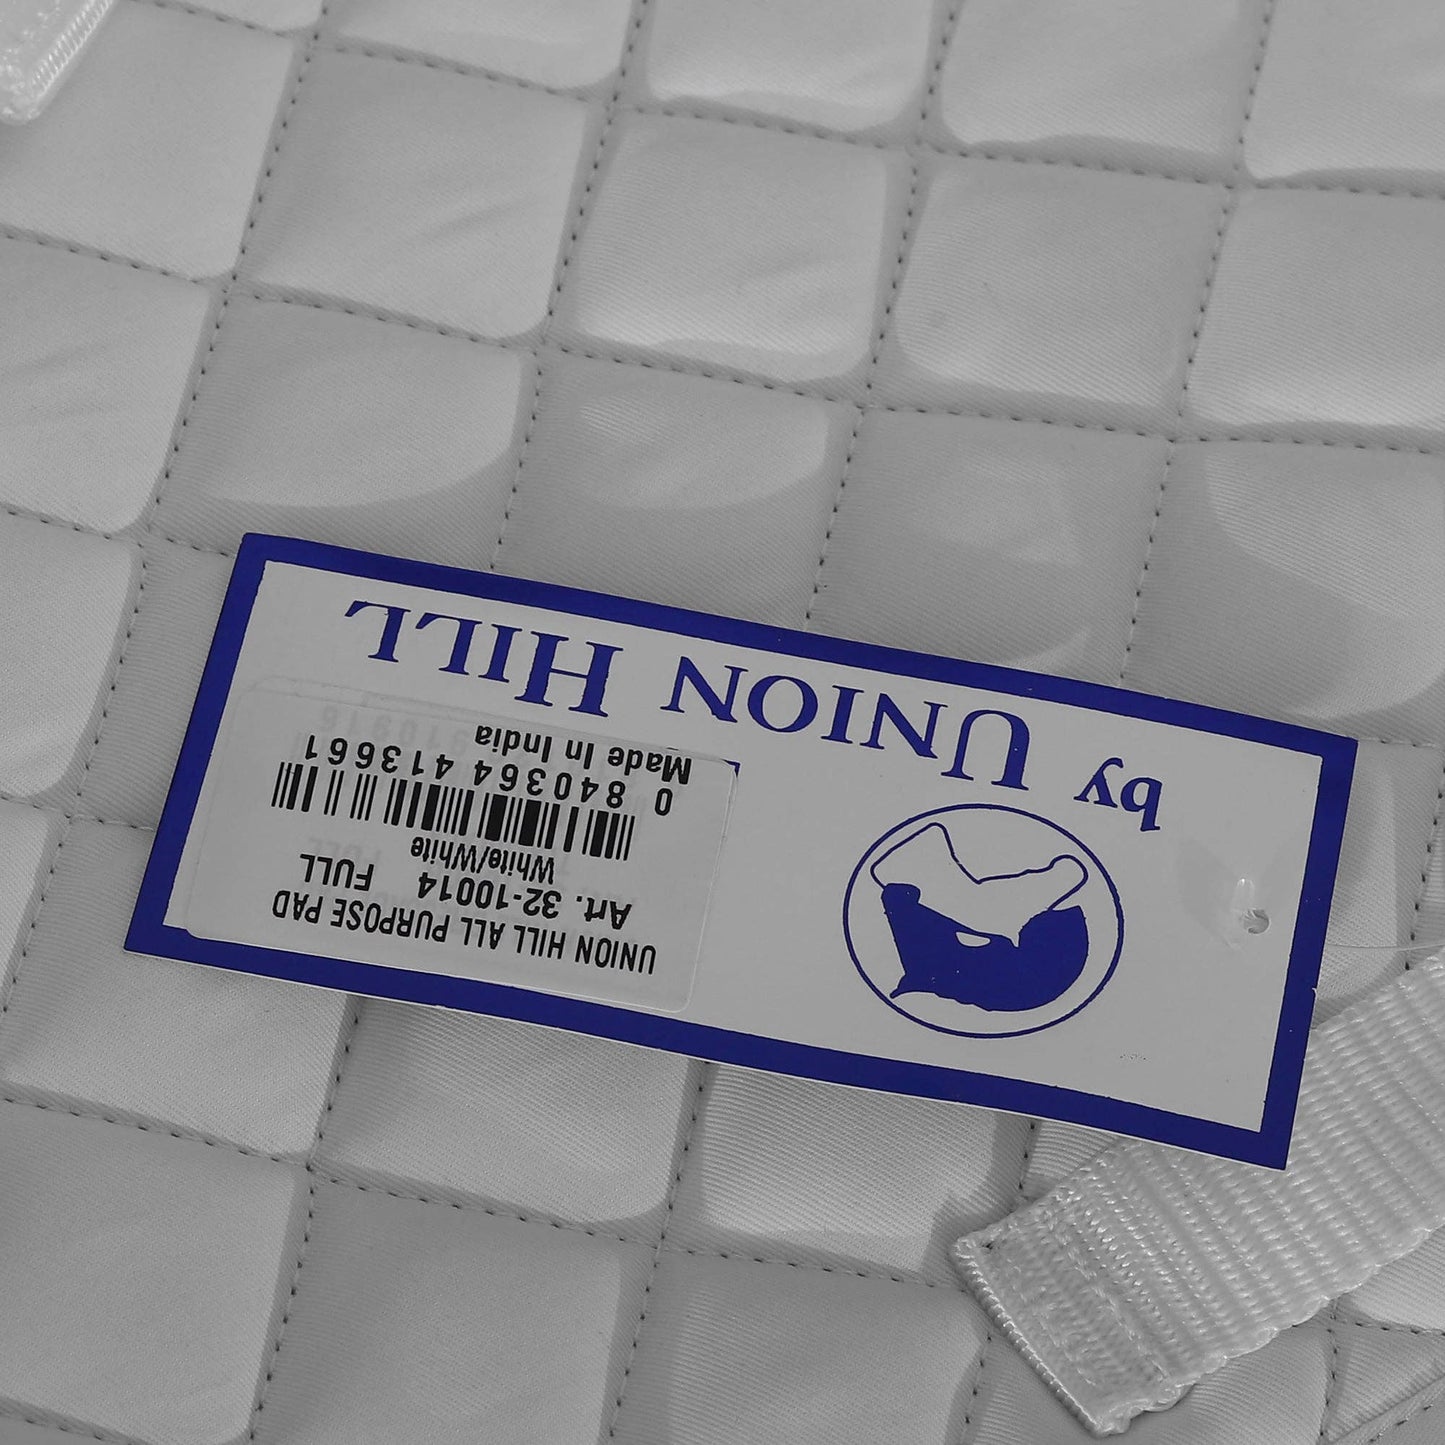 by UNION HILL
UNION HILL ALL PURPOSE PAD
Art. 32-10014 FULL
White/White
0 840364 413661
Made In India